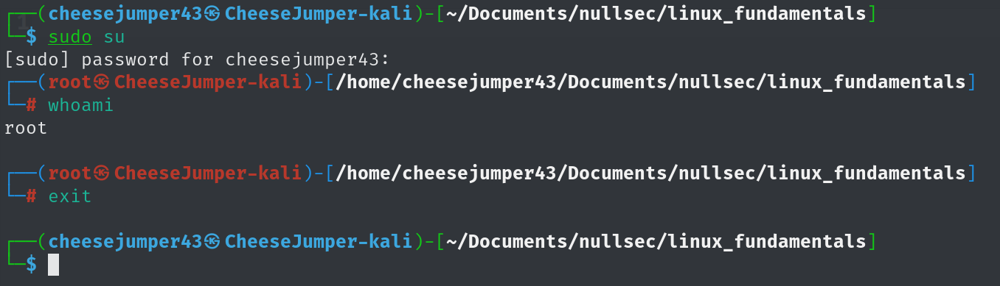 ┌──(cheesejumper43㉿CheeseJumper-kali)-[~/Documents/nullsec/linux_fundamentals]
└─$ sudo su
[sudo] password for cheesejumper43:
┌──(root㉿CheeseJumper-kali)-[/home/cheesejumper43/Documents/nullsec/linux_fundamentals]
└─# whoami
root
┌──(root㉿CheeseJumper-kali)-[/home/cheesejumper43/Documents/nullsec/linux_fundamentals]
└─# exit
┌──(cheesejumper43㉿CheeseJumper-kali)-[~/Documents/nullsec/linux_fundamentals]
└─$